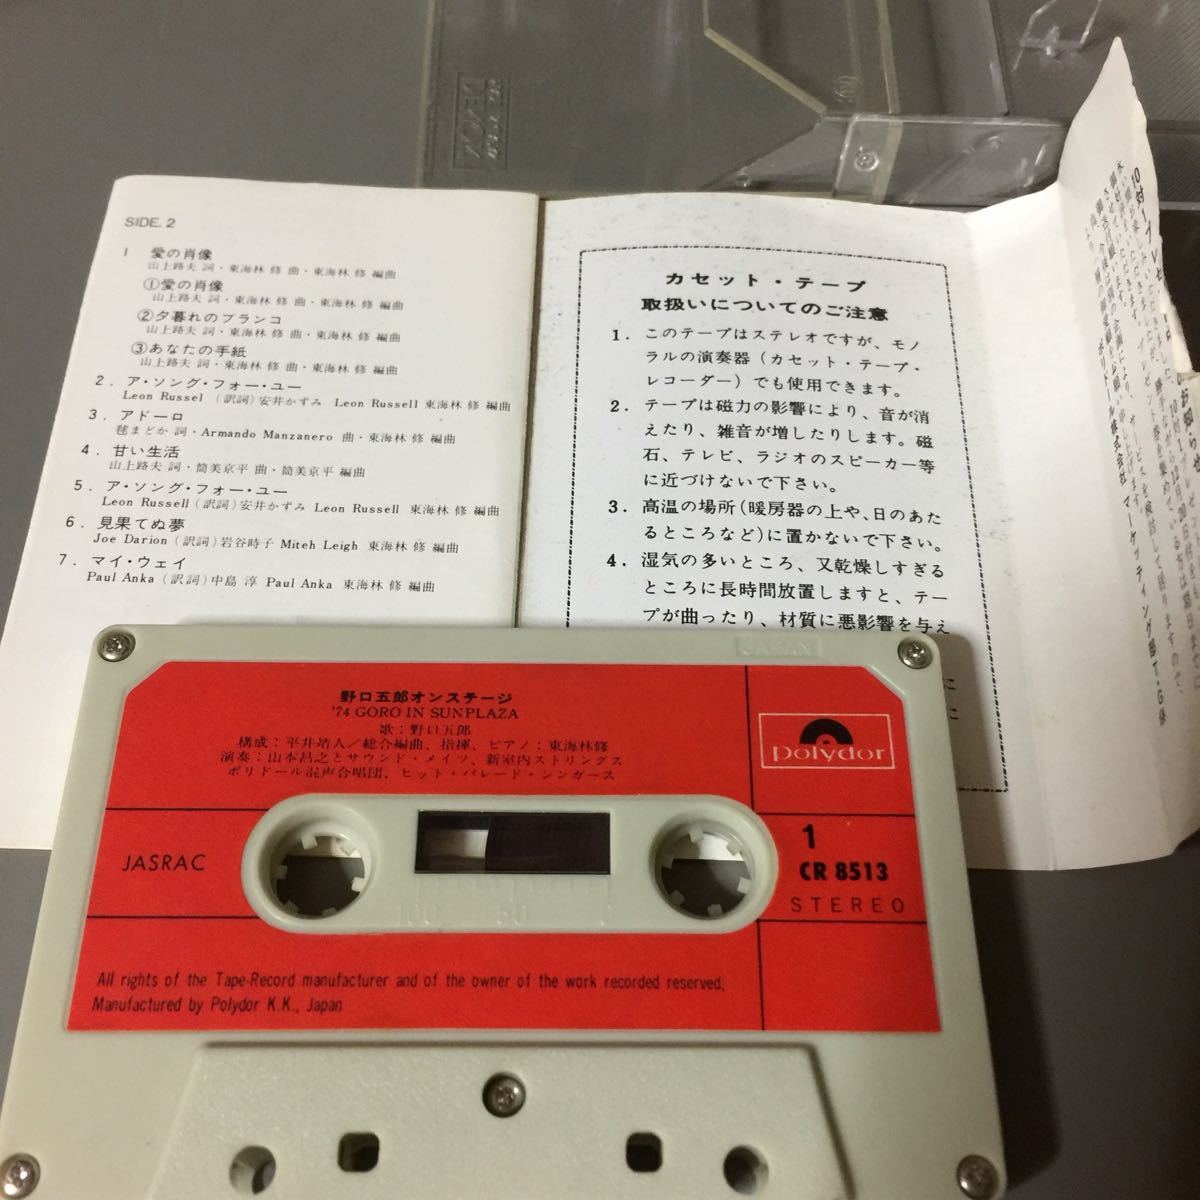 SIDE. 2
1 愛の肖像
山上路夫 詞・東海林 修 曲・東海林 修 編曲
①愛の肖像
山上路夫 詞・東海林 修 曲・東海林 修 編曲
②夕暮れのブランコ
山上路夫 詞・東海林 修 曲・東海林 修 編曲
③あなたの手紙
山上路夫 詞・東海林 修 曲・東海林 修 編曲
2. ア・ソング・フォー・ユー
Leon Russel (訳詞)安井かずみ Leon Russell 東海林 修 編曲
3. アドーロ
毬まどか 詞・Armando Manzanero 曲・東海林 修 編曲
4. 甘い生活
山上路夫 詞・筒美京平 曲・筒美京平 編曲
5. ア・ソング・フォー・ユー
Leon Russell (訳詞)安井かずみ Leon Russell 東海林 修 編曲
6. 見果てぬ夢
Joe Darion (訳詞)岩谷時子 Miteh Leigh 東海林 修 編曲
7. マイ・ウェイ
Paul Anka (訳詞)中島 淳 Paul Anka 東海林 修 編曲
カセット・テープ
取扱いについてのご注意
1. このテープはステレオですが、モノ
ラルの演奏器(カセット・テープ・
レコーダー)でも使用できます。
2. テープは磁力の影響により、音が消
えたり、雑音が増したりします。磁
石、テレビ、ラジオのスピーカー等
に近づけないで下さい。
3. 高温の場所(暖房器の上や、日のあた
るところなど)に置かないで下さい。
4. 湿気の多いところ、又乾燥しすぎる
ところに長時間放置しますと、テー
プが曲ったり、材質に悪影響を与え
ポリドール株式会社 マーケッティング部T・G係
JAPAN
野口五郎オンステージ
'74 GORO IN SUNPLAZA
歌:野口五郎
構成:平井靖人/総合編曲、指揮、ピアノ:東海林修
演奏:山本昌之とサウンド・メイツ、新室内ストリングス
ポリドール混声合唱団、ヒット・パレード・シンガース
polydor
JASRAC
100 50 0
1
CR 8513
STEREO
All rights of the Tape-Record manufacturer and of the owner of the work recorded reserved.
Manufactured by Polydor K.K., Japan